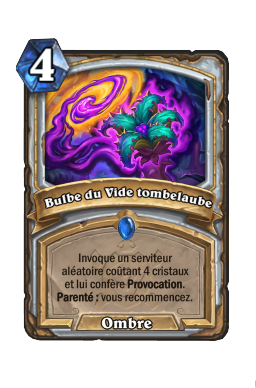 4
Bulbe du Vide tombelaube
Invoque un serviteur
aléatoire coûtant 4 cristaux
et lui confère Provocation.
Parenté : vous recommencez.
Ombre